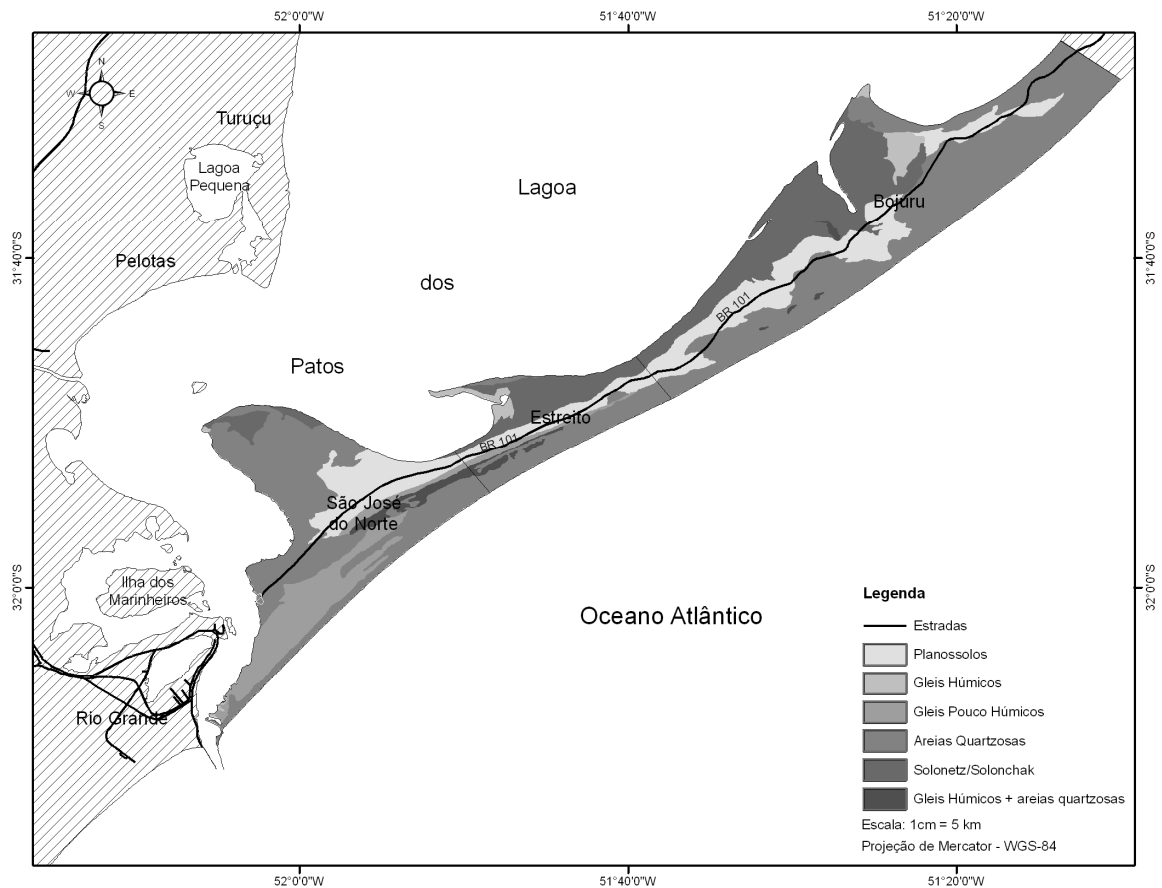 52°0'0"W
51°40'0"W
51°20'0"W
N
W
E
S
Turuçu
Lagoa
Pequena
Lagoa
Bojuru
Pelotas
31°40'0"S
31°40'0"S
dos
BR 101
Patos
Estreito
BR 101
São José
do Norte
Ilha dos
Marinheiros
32°0'0"S
32°0'0"S
Oceano Atlântico
Rio Grande
Legenda
Estradas
Planossolos
Gleis Húmicos
Gleis Pouco Húmicos
Areias Quartzosas
Solonetz/Solonchak
Gleis Húmicos + areias quartzosas
Escala: 1cm = 5 km
Projeção de Mercator - WGS-84
52°0'0"W
51°40'0"W
51°20'0"W